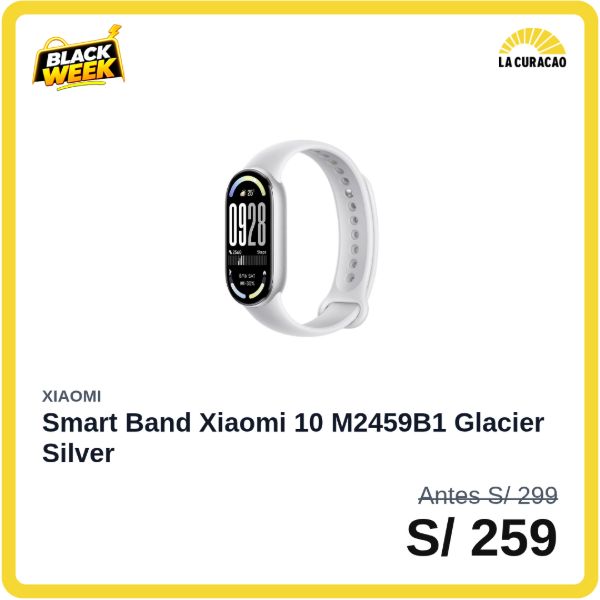 BLACK
WEEK
LA CURACAO
0928
XIAOMI
Smart Band Xiaomi 10 M2459B1 Glacier
Silver
Antes S/ 299
S/ 259